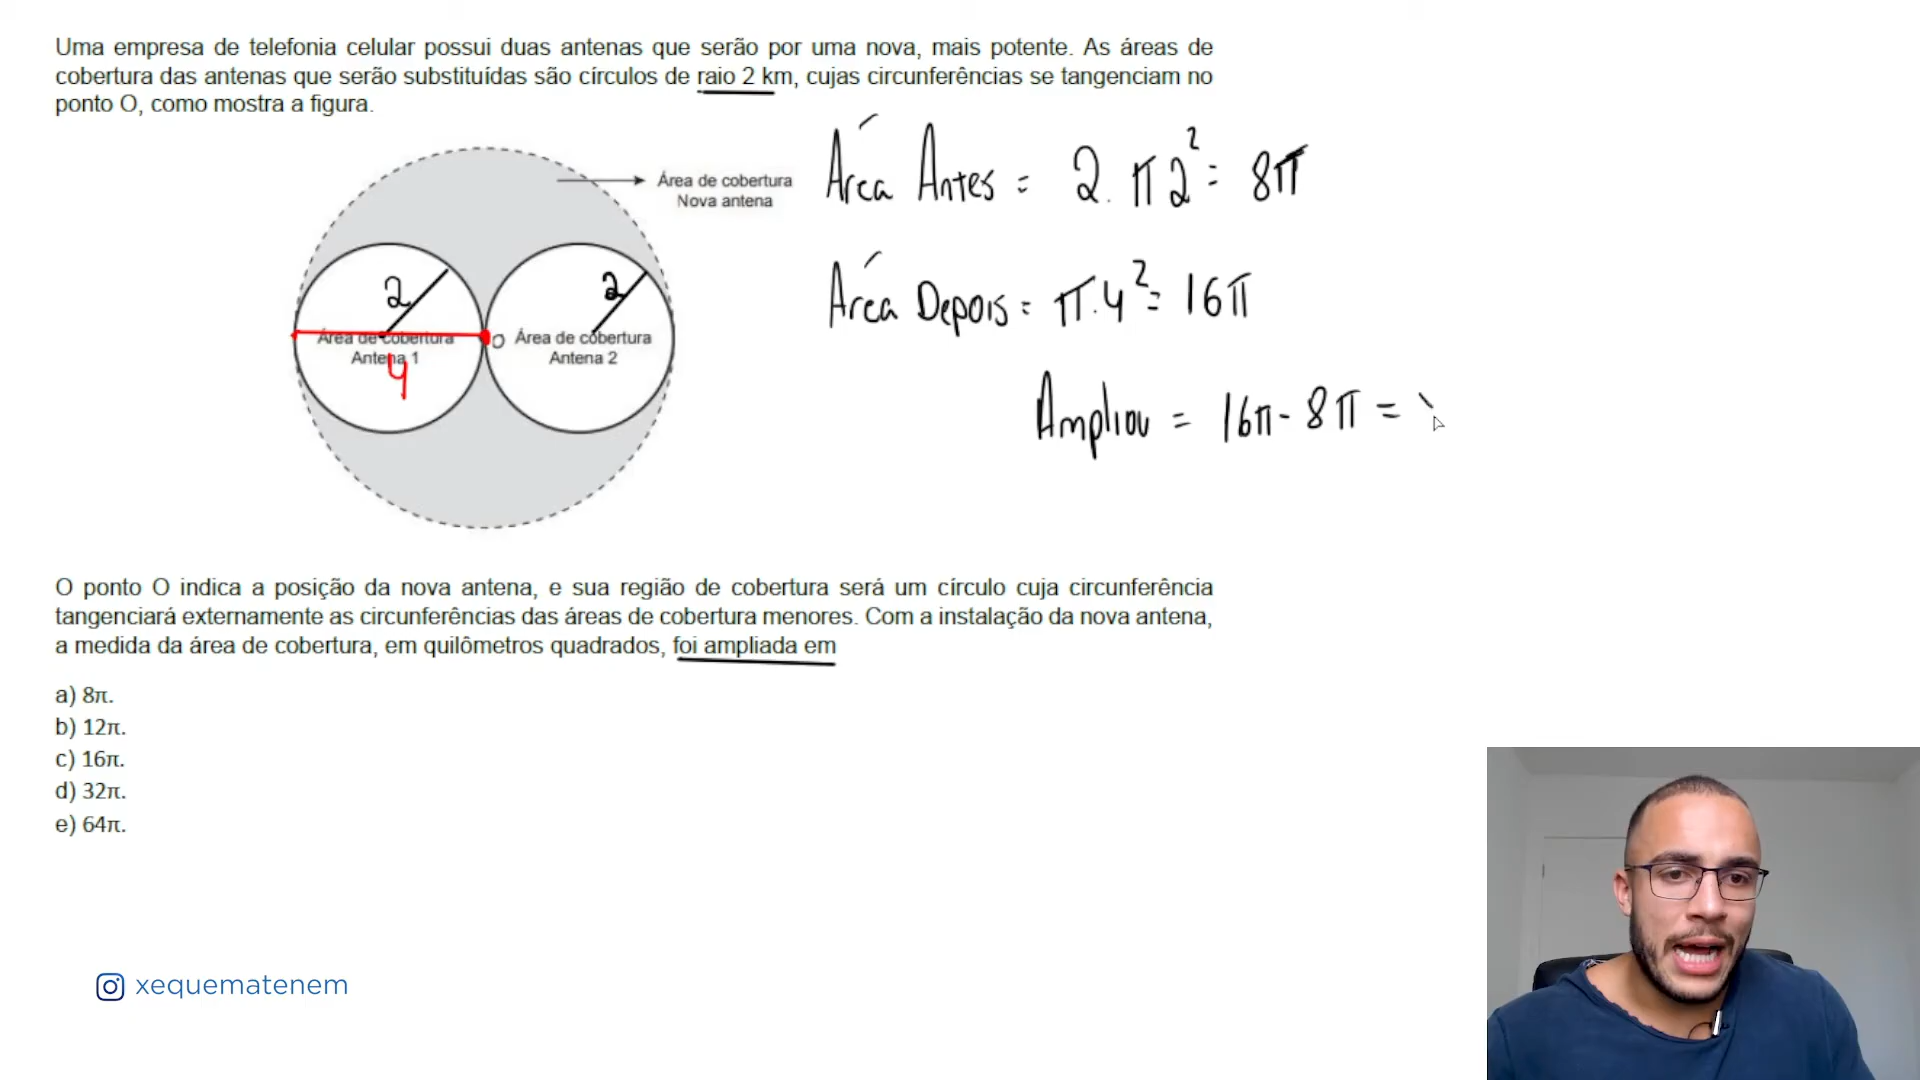 Uma empresa de telefonia celular possui duas antenas que serão por uma nova, mais potente. As áreas de
cobertura das antenas que serão substituídas são círculos de raio 2 km, cujas circunferências se tangenciam no
ponto O, como mostra a figura.
Área de cobertura
Nova antena
2
2
Área de cobertura
Antena 1
4
O
Área de cobertura
Antena 2
Área Antes = 2. π 2² = 8π
Área Depois = π.4² = 16π
Ampliou = 16π - 8π =
O ponto O indica a posição da nova antena, e sua região de cobertura será um círculo cuja circunferência
tangenciará externamente as circunferências das áreas de cobertura menores. Com a instalação da nova antena,
a medida da área de cobertura, em quilômetros quadrados, foi ampliada em
a) 8π.
b) 12π.
c) 16π.
d) 32π.
e) 64π.
xequematenem